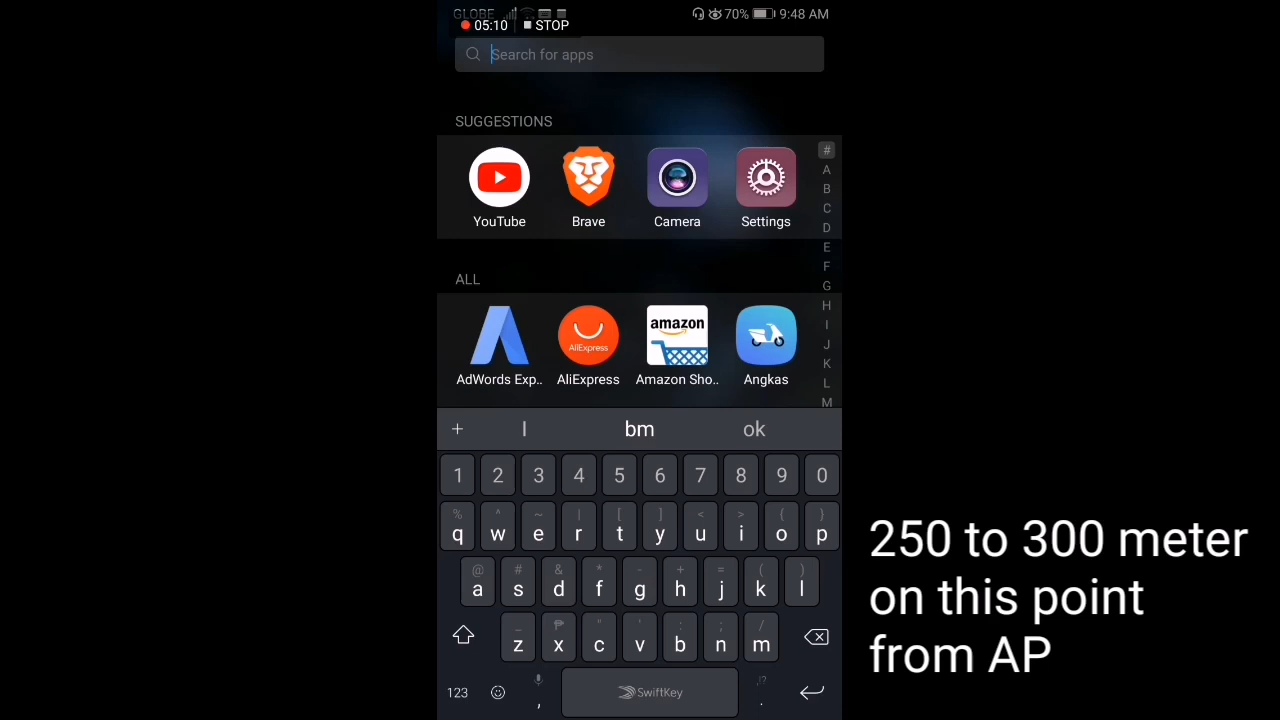 GLOBE 70% 9:48 AM
05:10 STOP
Search for apps
SUGGESTIONS
YouTube Brave Camera Settings
#
A
B
C
D
E
F
G
H
I
J
K
L
M
ALL
amazon
AliExpress
AdWords Exp.. AliExpress Amazon Sho.. Angkas
+ I bm ok
1 2 3 4 5 6 7 8 9 0
% ^ ~ | [ ] < > { }
q w e r t y u i o p
@ # & * - + = ( )
a s d f g h j k l
_ ₱ " ' : ; /
z x c v b n m
123 , SwiftKey ,!? .
250 to 300 meter
on this point
from AP